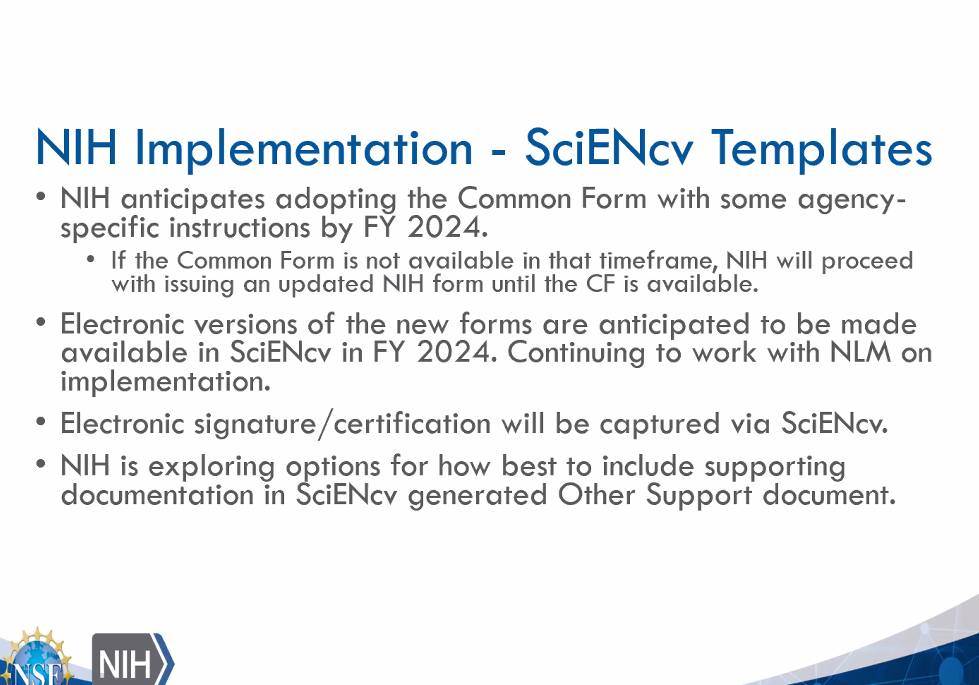 NIH Implementation - SciENcv Templates
• NIH anticipates adopting the Common Form with some agency-
specific instructions by FY 2024.
• If the Common Form is not available in that timeframe, NIH will proceed
with issuing an updated NIH form until the CF is available.
• Electronic versions of the new forms are anticipated to be made
available in SciENcv in FY 2024. Continuing to work with NLM on
implementation.
• Electronic signature/certification will be captured via SciENcv.
• NIH is exploring options for how best to include supporting
documentation in SciENcv generated Other Support document.
NSF
NIH